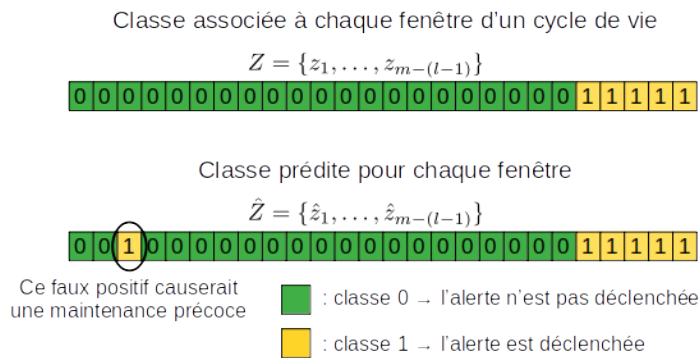 Classe associée à chaque fenêtre d'un cycle de vie
Z = {z₁, . . . , zₘ₋₍ₗ₋₁₎}
0 0 0 0 0 0 0 0 0 0 0 0 0 0 0 0 0 0 0 0 0 1 1 1 1 1
Classe prédite pour chaque fenêtre
Ẑ = {ẑ₁, . . . , ẑₘ₋₍ₗ₋₁₎}
0 0 1 0 0 0 0 0 0 0 0 0 0 0 0 0 0 0 0 0 0 1 1 1 1 1
Ce faux positif causerait
une maintenance précoce
: classe 0 → l'alerte n'est pas déclenchée
: classe 1 → l'alerte est déclenchée